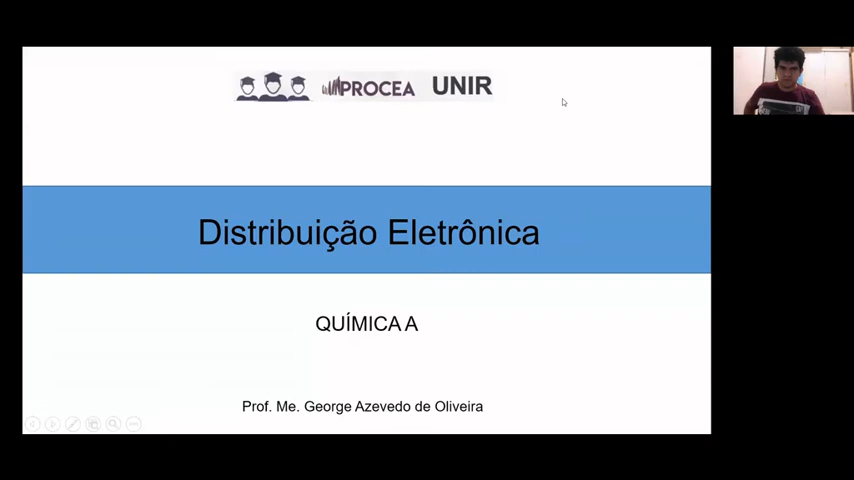 PROCEA UNIR
Distribuição Eletrônica
QUÍMICA A
Prof. Me. George Azevedo de Oliveira